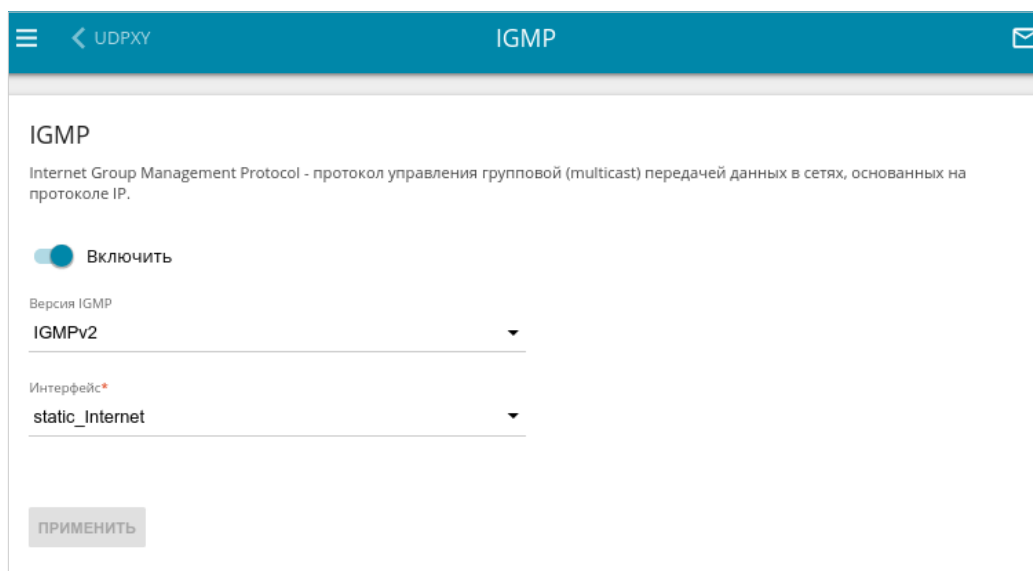 UDPXY
IGMP
IGMP
Internet Group Management Protocol - протокол управления групповой (multicast) передачей данных в сетях, основанных на
протоколе IP.
Включить
Версия IGMP
IGMPv2
Интерфейс*
static_Internet
ПРИМЕНИТЬ